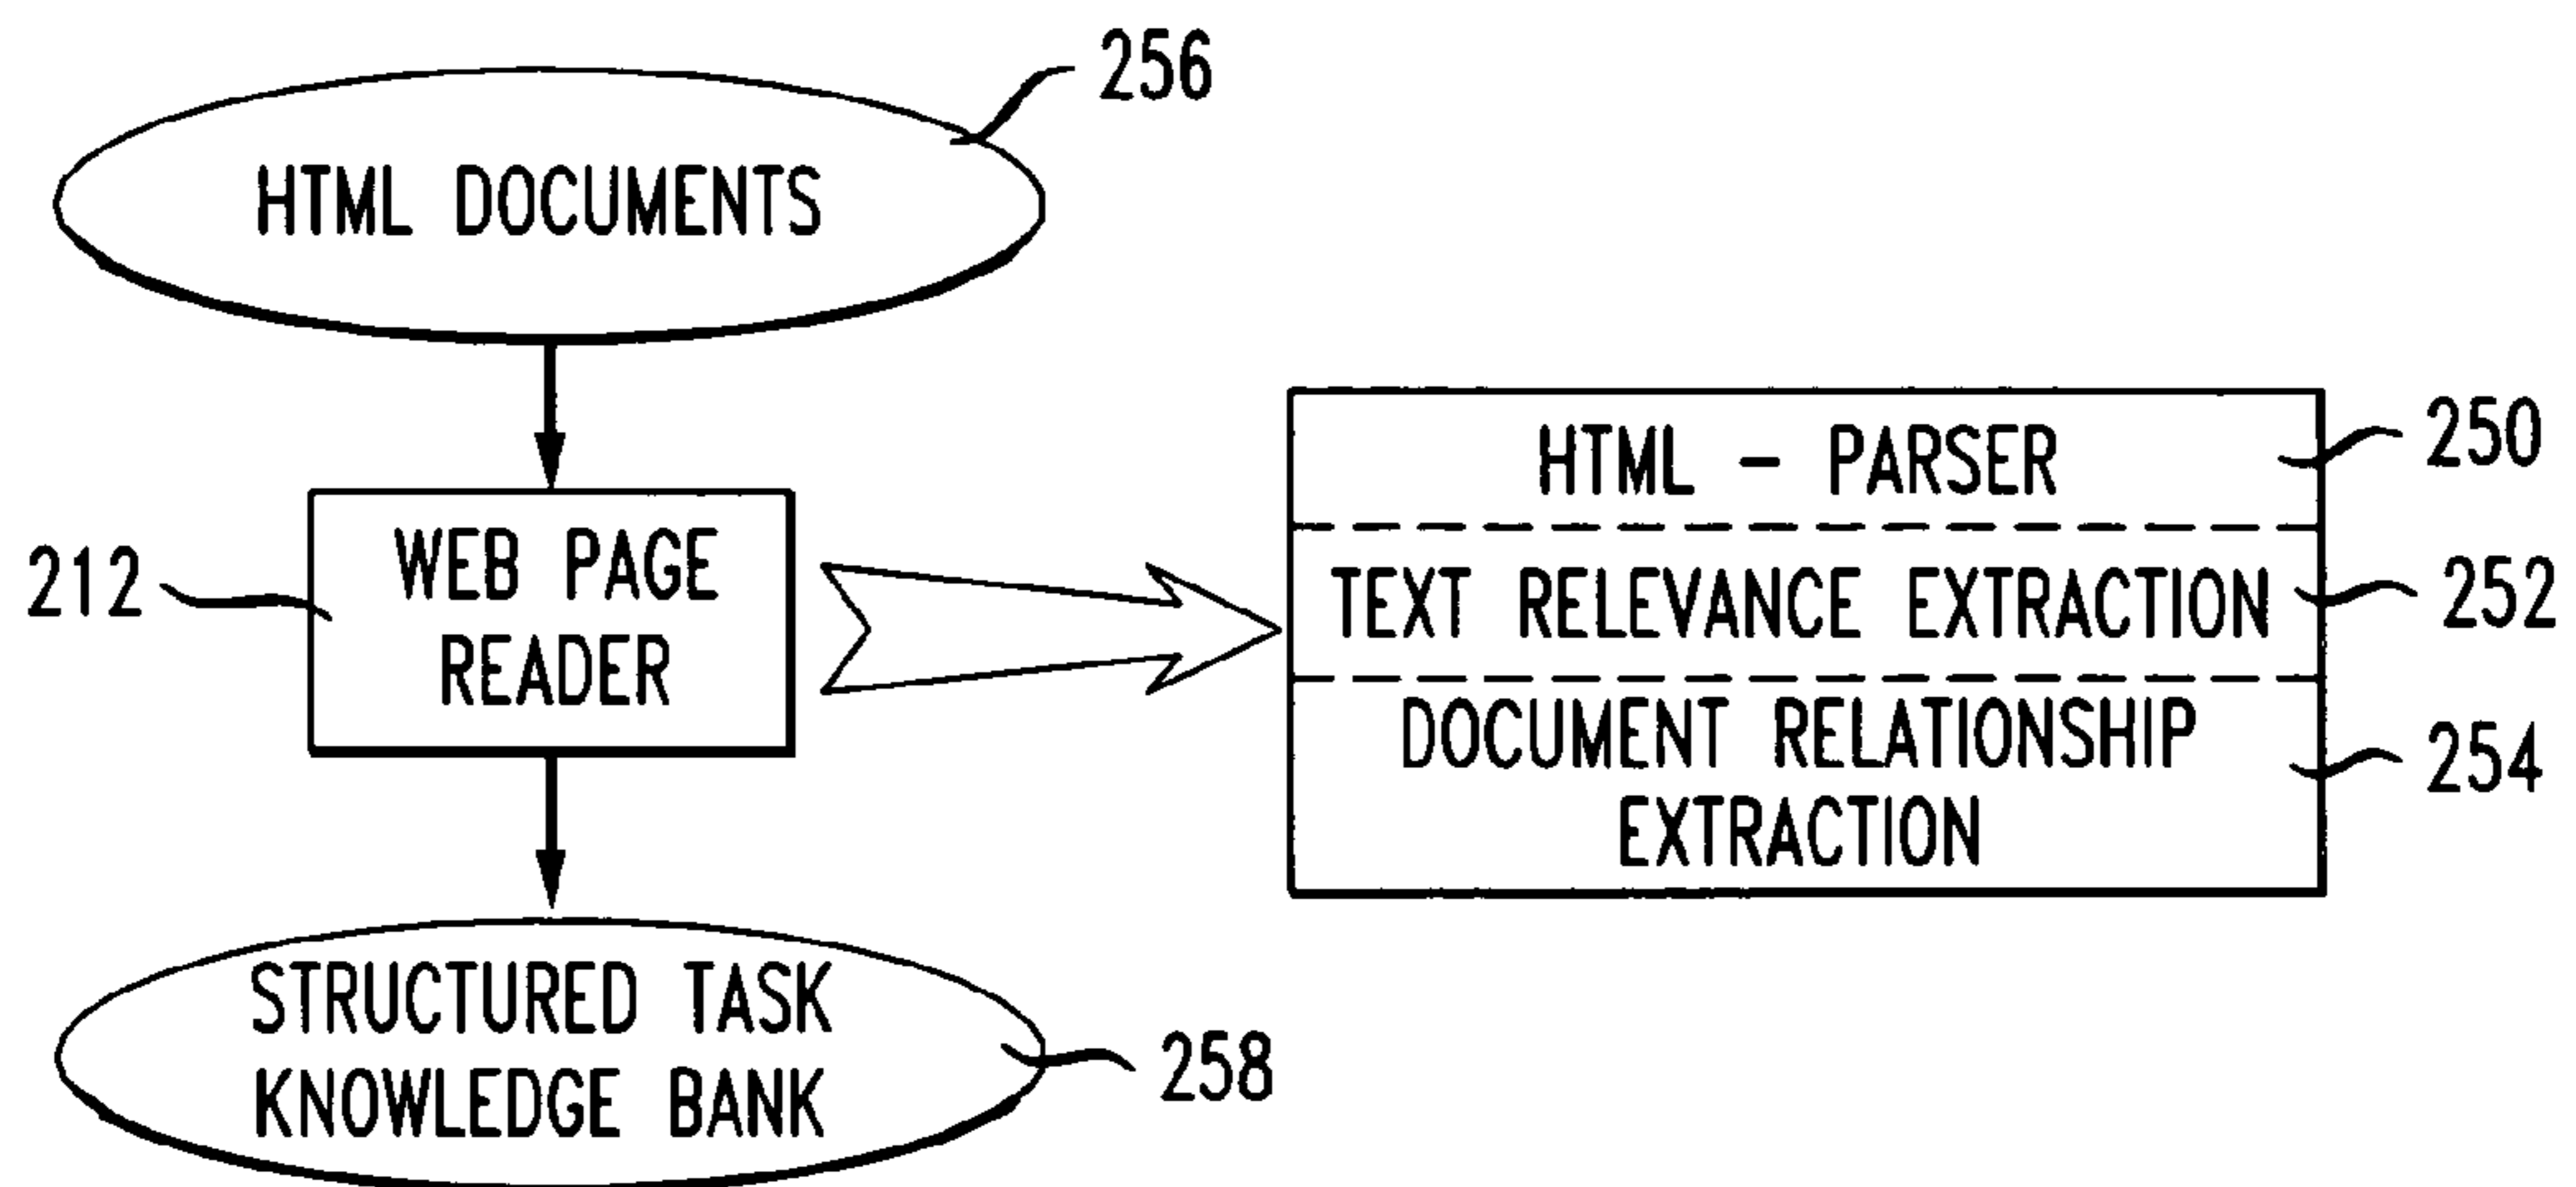 256
HTML DOCUMENTS
212
WEB PAGE
READER
HTML - PARSER
250
TEXT RELEVANCE EXTRACTION
252
DOCUMENT RELATIONSHIP
EXTRACTION
254
STRUCTURED TASK
KNOWLEDGE BANK
258